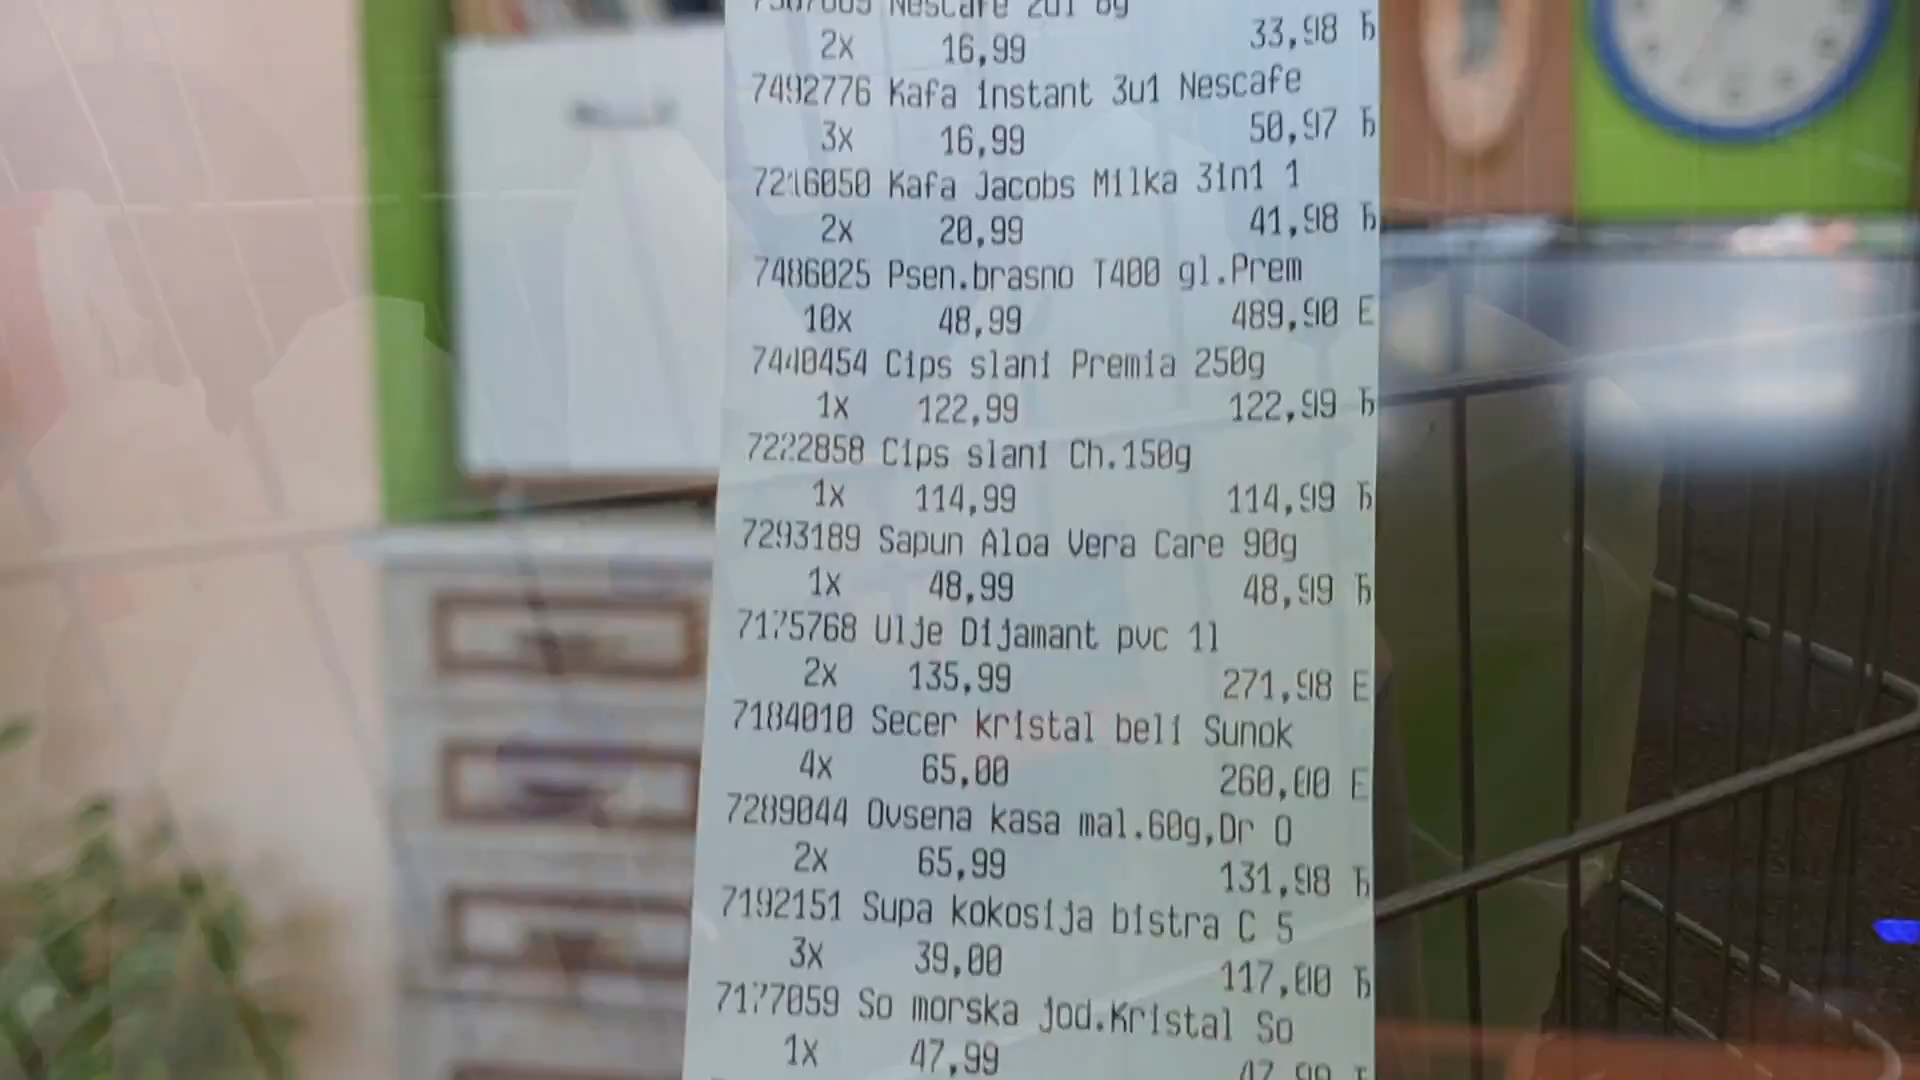 Nescafe 2u1 8g
2x 16,99 33,98 Ђ
7492776 Kafa instant 3u1 Nescafe
3x 16,99 50,97 Ђ
7216050 Kafa Jacobs Milka 3in1 1
2x 20,99 41,98 Ђ
7486025 Psen.brasno T400 gl.Prem
10x 48,99 489,90 E
7440454 Cips slani Premia 250g
1x 122,99 122,99 Ђ
7222858 Cips slani Ch.150g
1x 114,99 114,99 Ђ
7293189 Sapun Aloa Vera Care 90g
1x 48,99 48,99 Ђ
7175768 Ulje Dijamant pvc 1l
2x 135,99 271,98 E
7184010 Secer kristal beli Sunok
4x 65,00 260,00 E
7289044 Ovsena kasa mal.60g,Dr O
2x 65,99 131,98 Ђ
7192151 Supa kokosija bistra C 5
3x 39,00 117,00 Ђ
7177059 So morska jod.Kristal So
1x 47,99 47,99